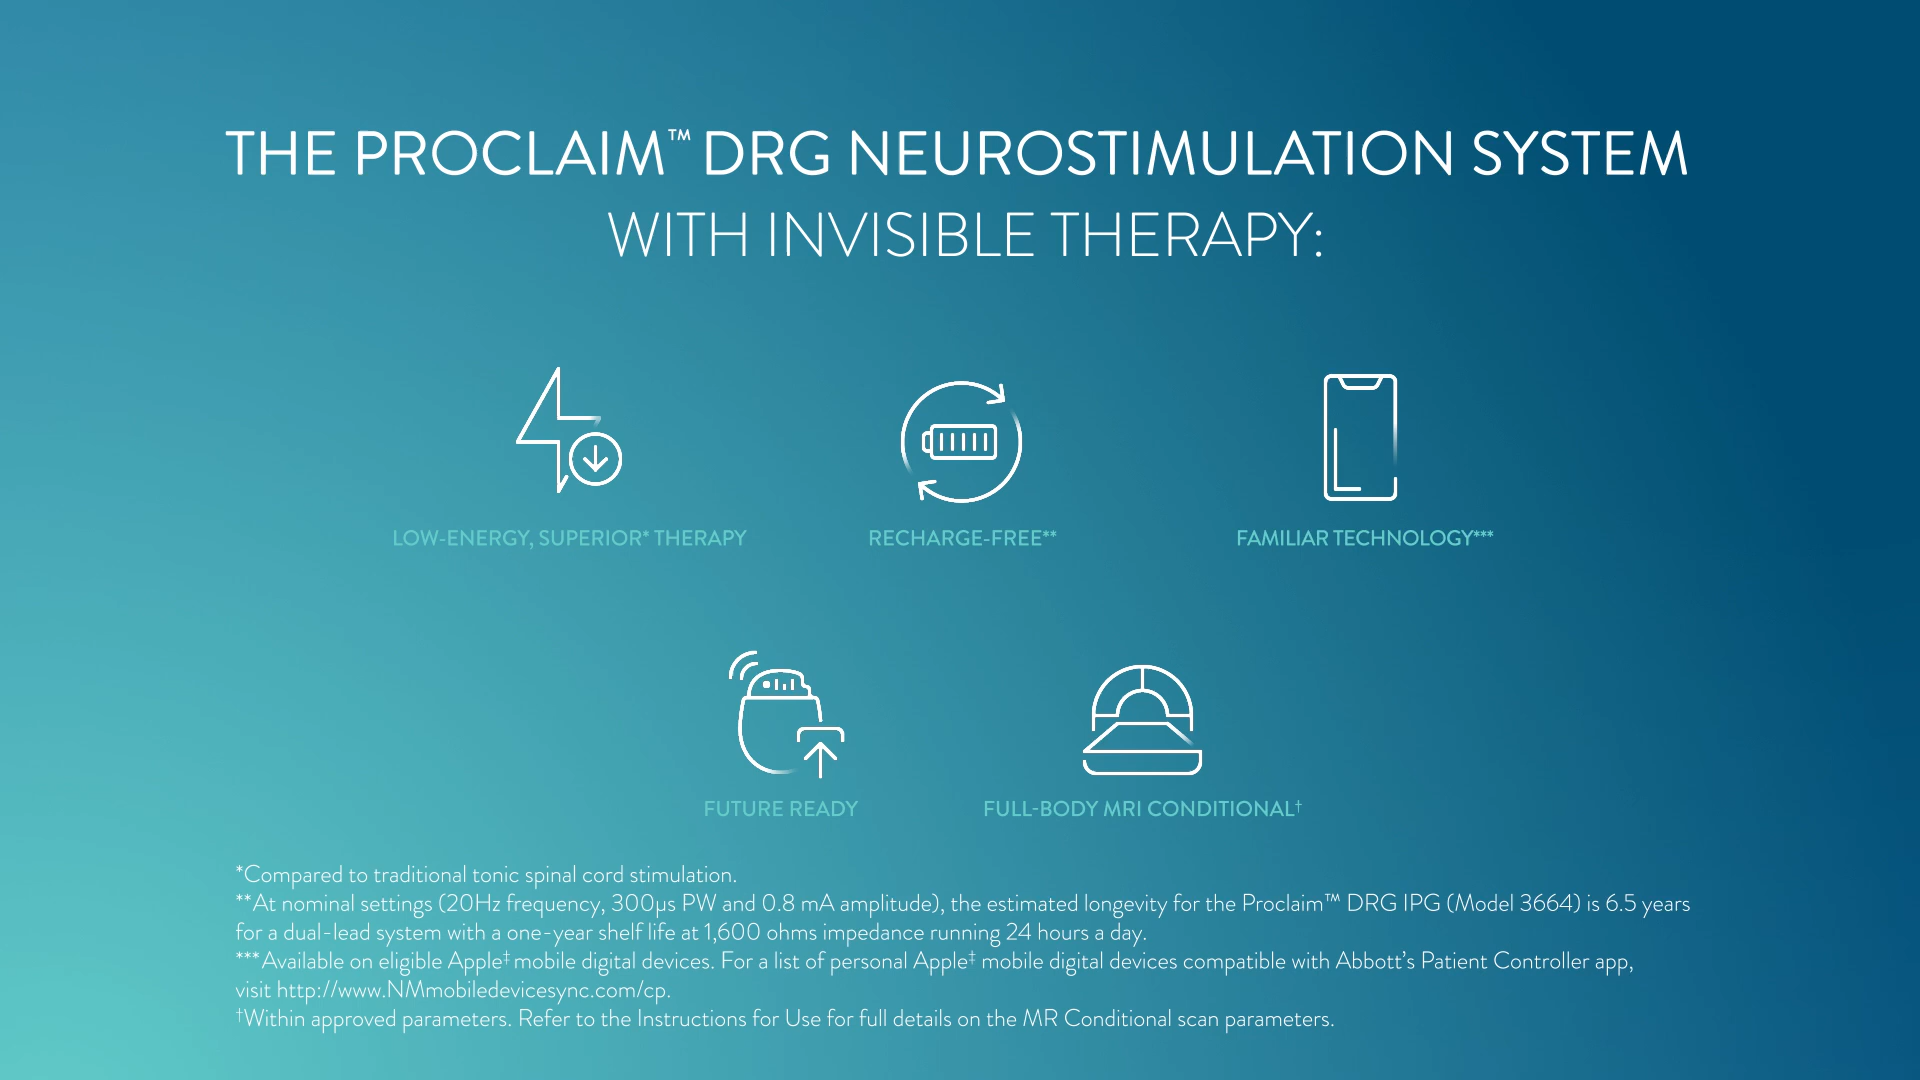 THE PROCLAIM™ DRG NEUROSTIMULATION SYSTEM
WITH INVISIBLE THERAPY:
LOW-ENERGY, SUPERIOR* THERAPY
RECHARGE-FREE**
FAMILIAR TECHNOLOGY***
FUTURE READY
FULL-BODY MRI CONDITIONAL†
*Compared to traditional tonic spinal cord stimulation.
**At nominal settings (20Hz frequency, 300µs PW and 0.8 mA amplitude), the estimated longevity for the Proclaim™ DRG IPG (Model 3664) is 6.5 years
for a dual-lead system with a one-year shelf life at 1,600 ohms impedance running 24 hours a day.
***Available on eligible Apple‡ mobile digital devices. For a list of personal Apple‡ mobile digital devices compatible with Abbott’s Patient Controller app,
visit http://www.NMmobiledevicesync.com/cp.
†Within approved parameters. Refer to the Instructions for Use for full details on the MR Conditional scan parameters.